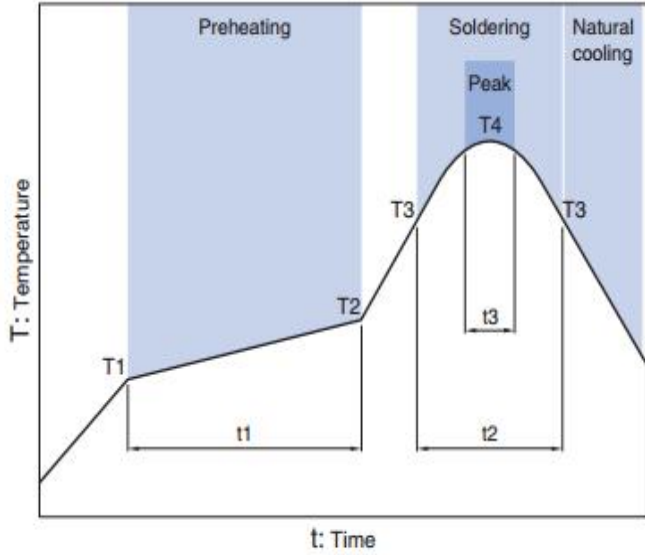 Preheating
Soldering
Natural
cooling
Peak
T4
T3
T3
T2
T1
t3
t1
t2
T: Temperature
t: Time